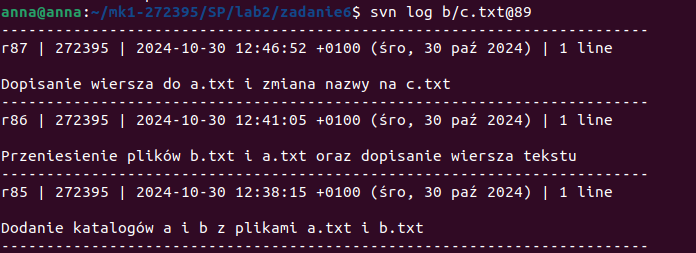 anna@anna:~/mk1-272395/SP/lab2/zadanie6$ svn log b/c.txt@89
------------------------------------------------------------------------
r87 | 272395 | 2024-10-30 12:46:52 +0100 (śro, 30 paź 2024) | 1 line
Dopisanie wiersza do a.txt i zmiana nazwy na c.txt
------------------------------------------------------------------------
r86 | 272395 | 2024-10-30 12:41:05 +0100 (śro, 30 paź 2024) | 1 line
Przeniesienie plików b.txt i a.txt oraz dopisanie wiersza tekstu
------------------------------------------------------------------------
r85 | 272395 | 2024-10-30 12:38:15 +0100 (śro, 30 paź 2024) | 1 line
Dodanie katalogów a i b z plikami a.txt i b.txt
------------------------------------------------------------------------